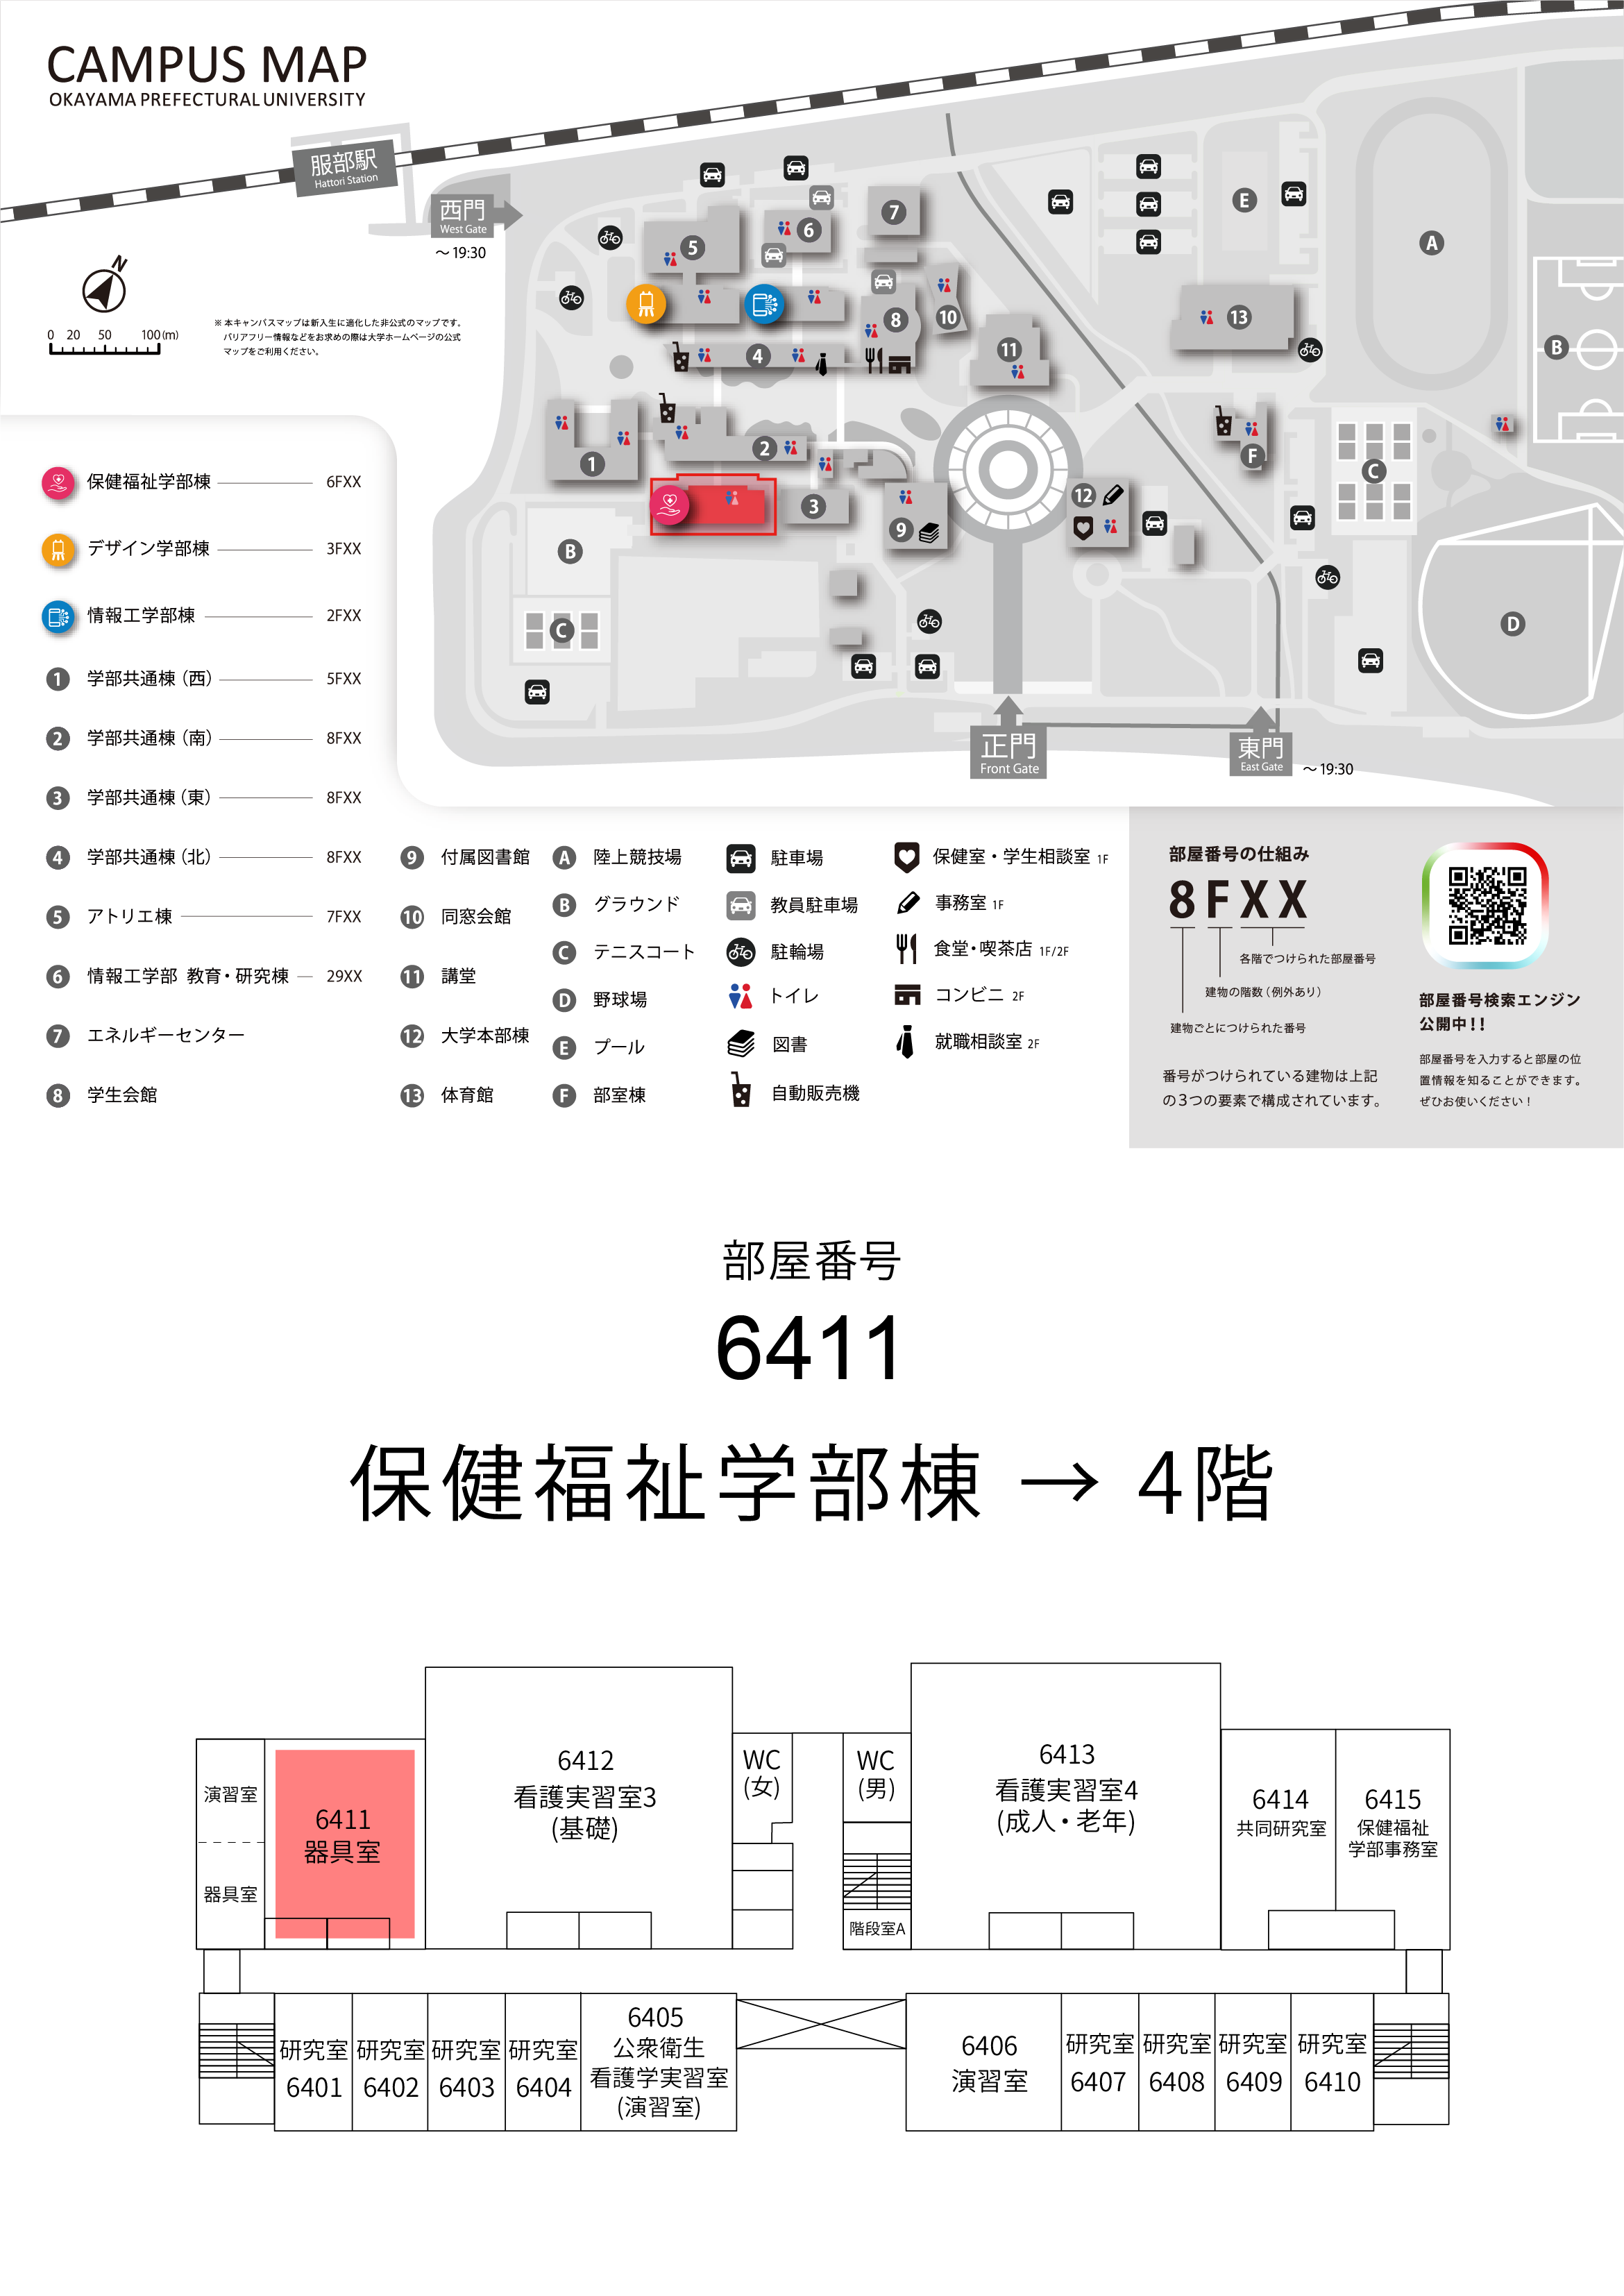 CAMPUS MAP
OKAYAMA PREFECTURAL UNIVERSITY
服部駅
Hattori Station
西門
West Gate
～19:30
N
0 20 50 100(m)
※ 本キャンパスマップは新入生に適化した非公式のマップです。
バリアフリー情報などをお求めの際は大学ホームページの公式
マップをご利用ください。
7
6
5
E
A
8
10
11
13
B
4
1
2
3
9
12
F
C
B
C
D
正門
Front Gate
東門
East Gate
～19:30
保健福祉学部棟 6FXX
デザイン学部棟 3FXX
情報工学部棟 2FXX
1 学部共通棟（西） 5FXX
2 学部共通棟（南） 8FXX
3 学部共通棟（東） 8FXX
4 学部共通棟（北） 8FXX
5 アトリエ棟 7FXX
6 情報工学部 教育・研究棟 29XX
7 エネルギーセンター
8 学生会館
9 付属図書館
10 同窓会館
11 講堂
12 大学本部棟
13 体育館
A 陸上競技場
B グラウンド
C テニスコート
D 野球場
E プール
F 部室棟
駐車場
教員駐車場
駐輪場
トイレ
図書
自動販売機
保健室・学生相談室 1F
事務室 1F
食堂・喫茶店 1F/2F
コンビニ 2F
就職相談室 2F
部屋番号の仕組み
8FXX
各階でつけられた部屋番号
建物の階数（例外あり）
建物ごとにつけられた番号
番号がつけられている建物は上記
の3つの要素で構成されています。
部屋番号検索エンジン
公開中！！
部屋番号を入力すると部屋の位
置情報を知ることができます。
ぜひお使いください！
部屋番号
6411
保健福祉学部棟 → 4階
演習室
器具室
6411
器具室
6412
看護実習室3
(基礎)
WC
(女)
WC
(男)
階段室A
6413
看護実習室4
(成人・老年)
6414
共同研究室
6415
保健福祉
学部事務室
研究室
6401
研究室
6402
研究室
6403
研究室
6404
6405
公衆衛生
看護学実習室
(演習室)
6406
演習室
研究室
6407
研究室
6408
研究室
6409
研究室
6410